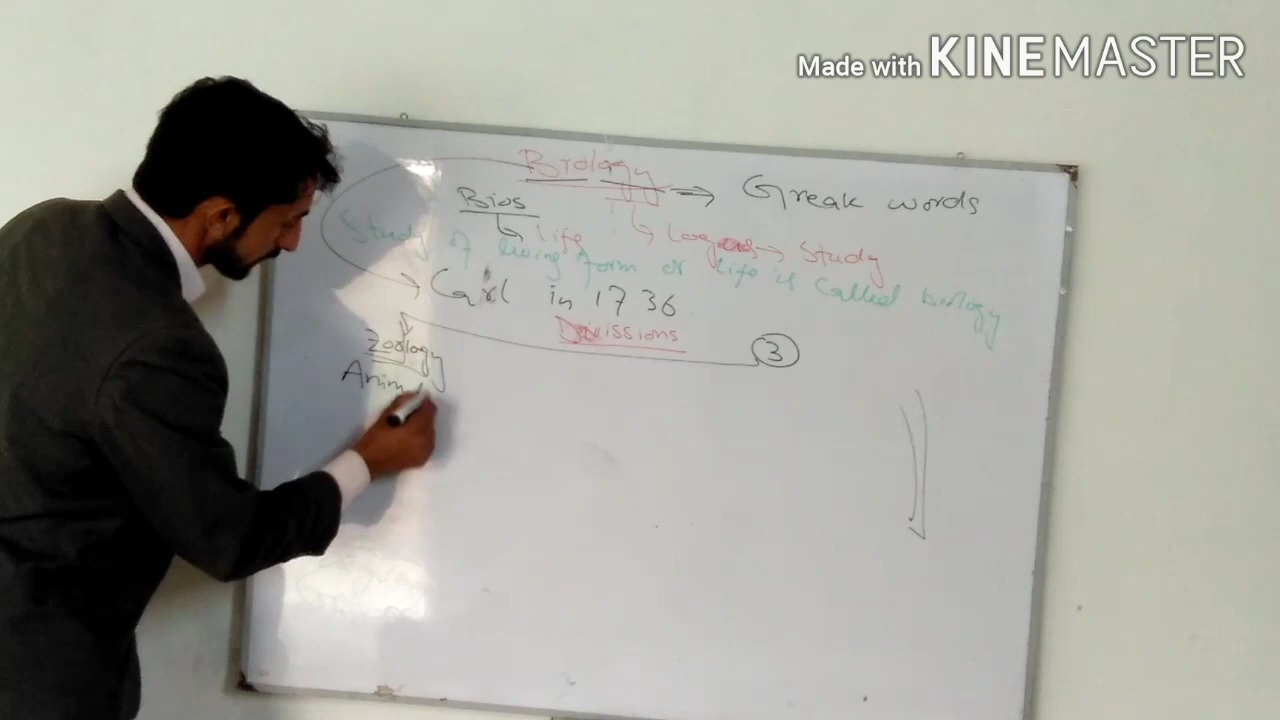 Made with KINEMASTER
Biology => Greak words
Bios
Life Logos → Study
Study of living form or life is called biology
Carl in 1736
Divissions
3
Zoology
Anim